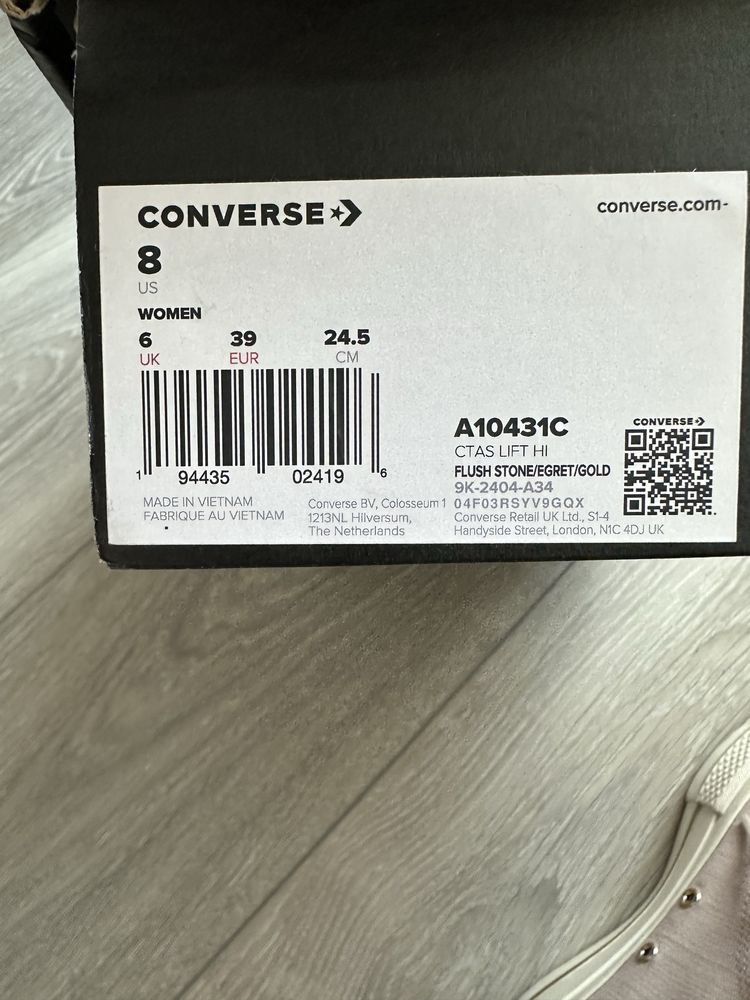 CONVERSE
converse.com-
8
US
WOMEN
6 39 24.5
UK EUR CM
1 94435 02419 6
MADE IN VIETNAM
FABRIQUE AU VIETNAM
Converse BV, Colosseum 1
1213NL Hilversum,
The Netherlands
A10431C
CTAS LIFT HI
FLUSH STONE/EGRET/GOLD
9K-2404-A34
04F03RSYV9GQX
Converse Retail UK Ltd., S1-4
Handyside Street, London, N1C 4DJ UK
CONVERSE